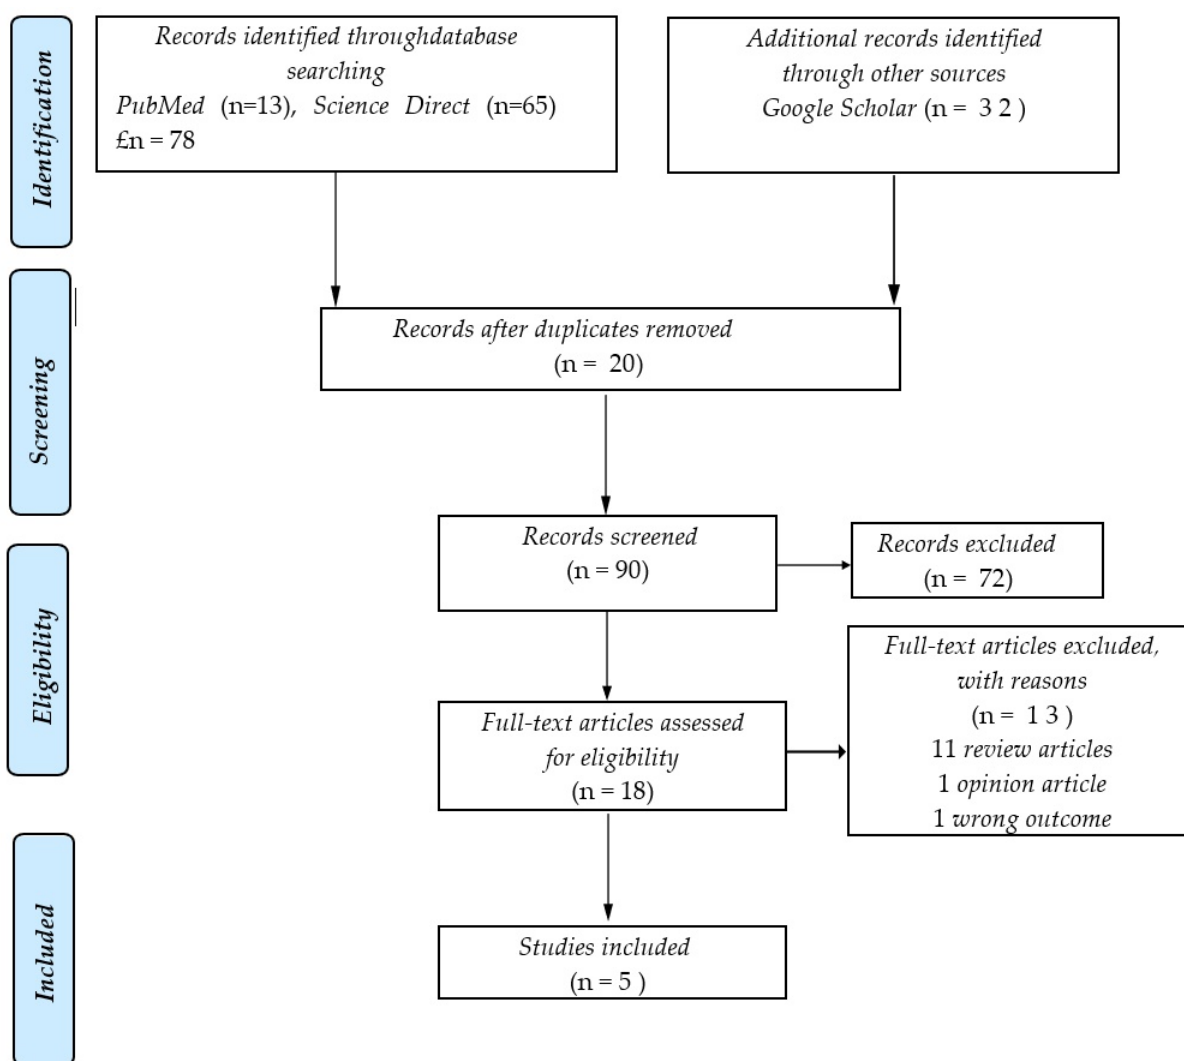 Identification
Records identified throughdatabase
searching
PubMed (n=13), Science Direct (n=65)
£n = 78
Additional records identified
through other sources
Google Scholar (n = 3 2 )
Screening
Records after duplicates removed
(n = 20)
Records screened
(n = 90)
Records excluded
(n = 72)
Eligibility
Full-text articles assessed
for eligibility
(n = 18)
Full-text articles excluded,
with reasons
(n = 1 3 )
11 review articles
1 opinion article
1 wrong outcome
Included
Studies included
(n = 5 )